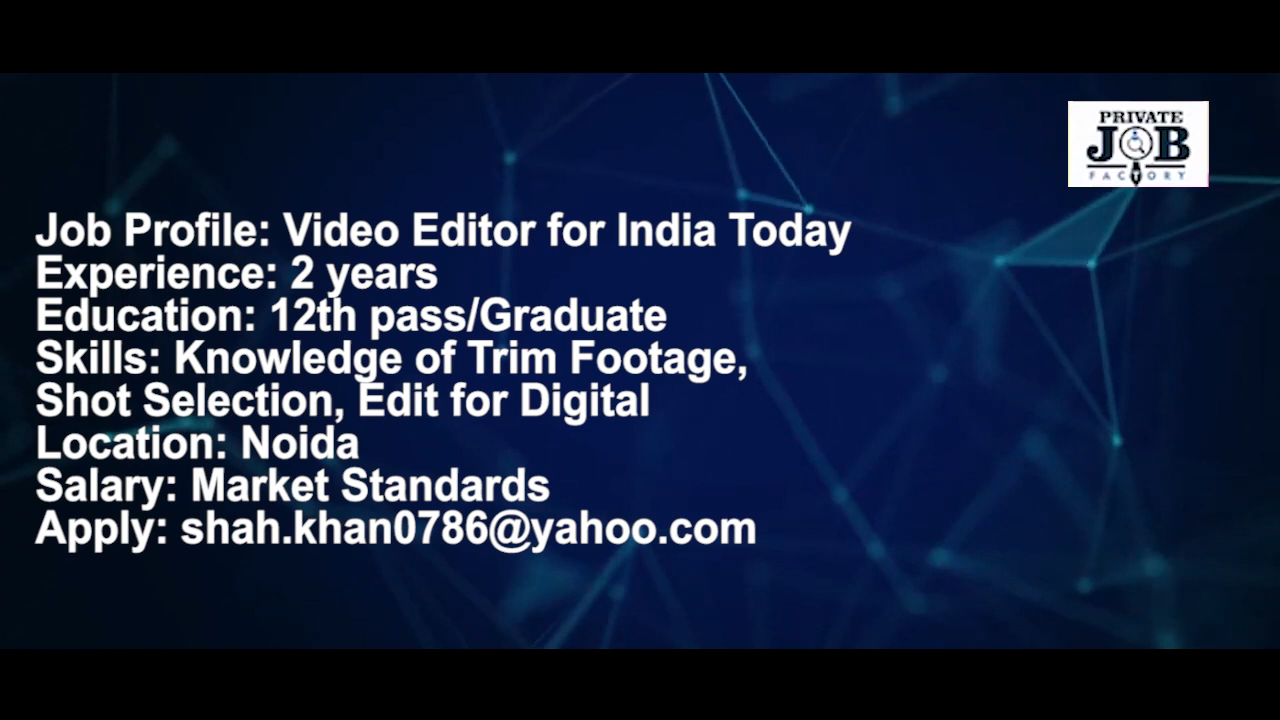 PRIVATE
JOB
FACTORY
Job Profile: Video Editor for India Today
Experience: 2 years
Education: 12th pass/Graduate
Skills: Knowledge of Trim Footage,
Shot Selection, Edit for Digital
Location: Noida
Salary: Market Standards
Apply: shah.khan0786@yahoo.com